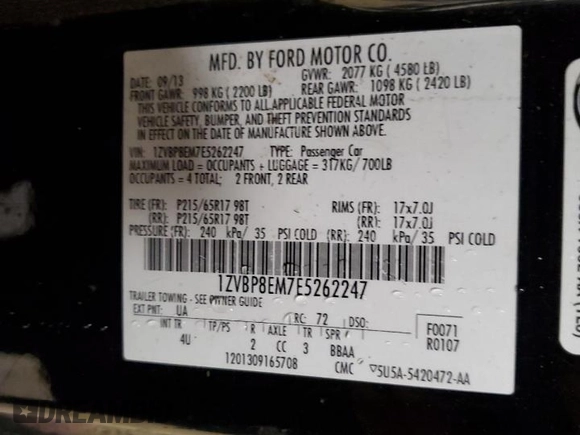 MFD. BY FORD MOTOR CO.
DATE: 09/13 GVWR: 2077 KG ( 4580 LB)
FRONT GAWR: 998 KG ( 2200 LB) REAR GAWR: 1098 KG ( 2420 LB)
THIS VEHICLE CONFORMS TO ALL APPLICABLE FEDERAL MOTOR
VEHICLE SAFETY, BUMPER, AND THEFT PREVENTION STANDARDS
IN EFFECT ON THE DATE OF MANUFACTURE SHOWN ABOVE.
VIN: 1ZVBP8EM7E5262247 TYPE: Passenger Car
MAXIMUM LOAD = OCCUPANTS + LUGGAGE = 317KG/ 700LB
OCCUPANTS = 4 TOTAL; 2 FRONT, 2 REAR
TIRE (FR): P215/65R17 98T RIMS (FR): 17x7.0J
(RR): P215/65R17 98T (RR): 17x7.0J
PRESSURE (FR): 240 kPa/ 35 PSI COLD (RR): 240 kPa/ 35 PSI COLD
1ZVBP8EM7E5262247
TRAILER TOWING - SEE OWNER GUIDE
EXT PNT: UA RC: 72 DSO:
INT TR TP/PS R AXLE TR SPR
4U 2 CC 3 BBAA
F0071
R0107
1201309165708 CMC 5U5A-5420472-AA
DREAMBID